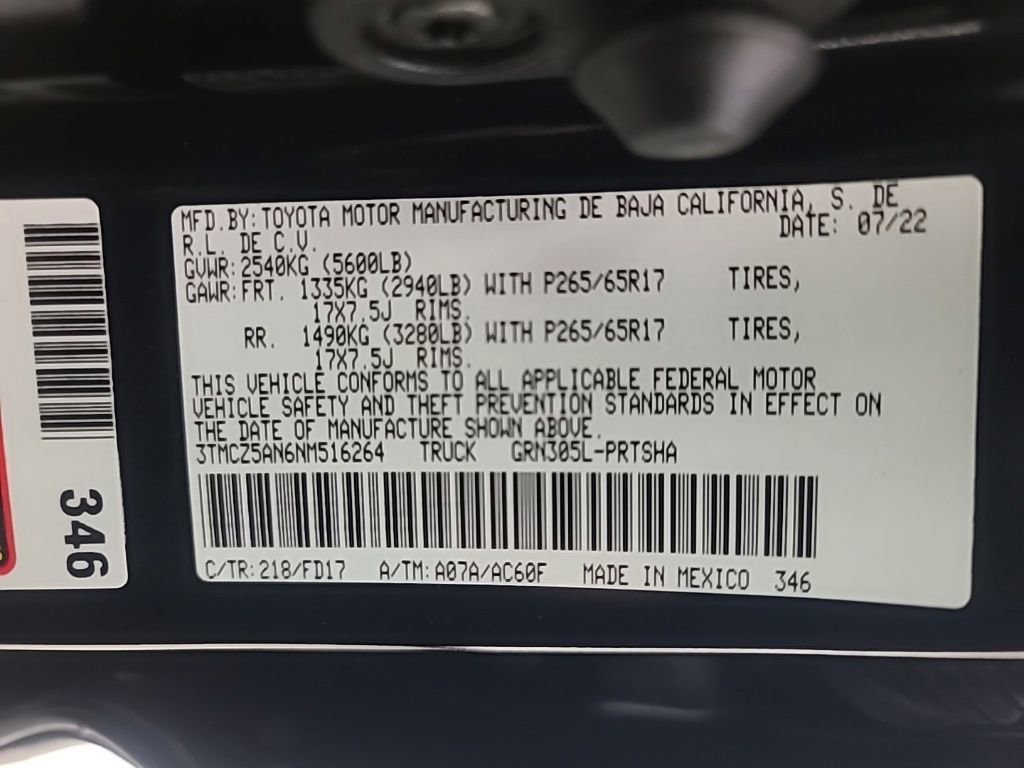 MFD.BY:TOYOTA MOTOR MANUFACTURING DE BAJA CALIFORNIA, S. DE
R.L. DE C.V. DATE: 07/22
GVWR:2540KG (5600LB)
GAWR:FRT. 1335KG (2940LB) WITH P265/65R17 TIRES,
17X7.5J RIMS.
RR. 1490KG (3280LB) WITH P265/65R17 TIRES,
17X7.5J RIMS.
THIS VEHICLE CONFORMS TO ALL APPLICABLE FEDERAL MOTOR
VEHICLE SAFETY AND THEFT PREVENTION STANDARDS IN EFFECT ON
THE DATE OF MANUFACTURE SHOWN ABOVE.
3TMCZ5AN6NM516264 TRUCK GRN305L-PRTSHA
C/TR:218/FD17 A/TM:A07A/AC60F MADE IN MEXICO 346
346